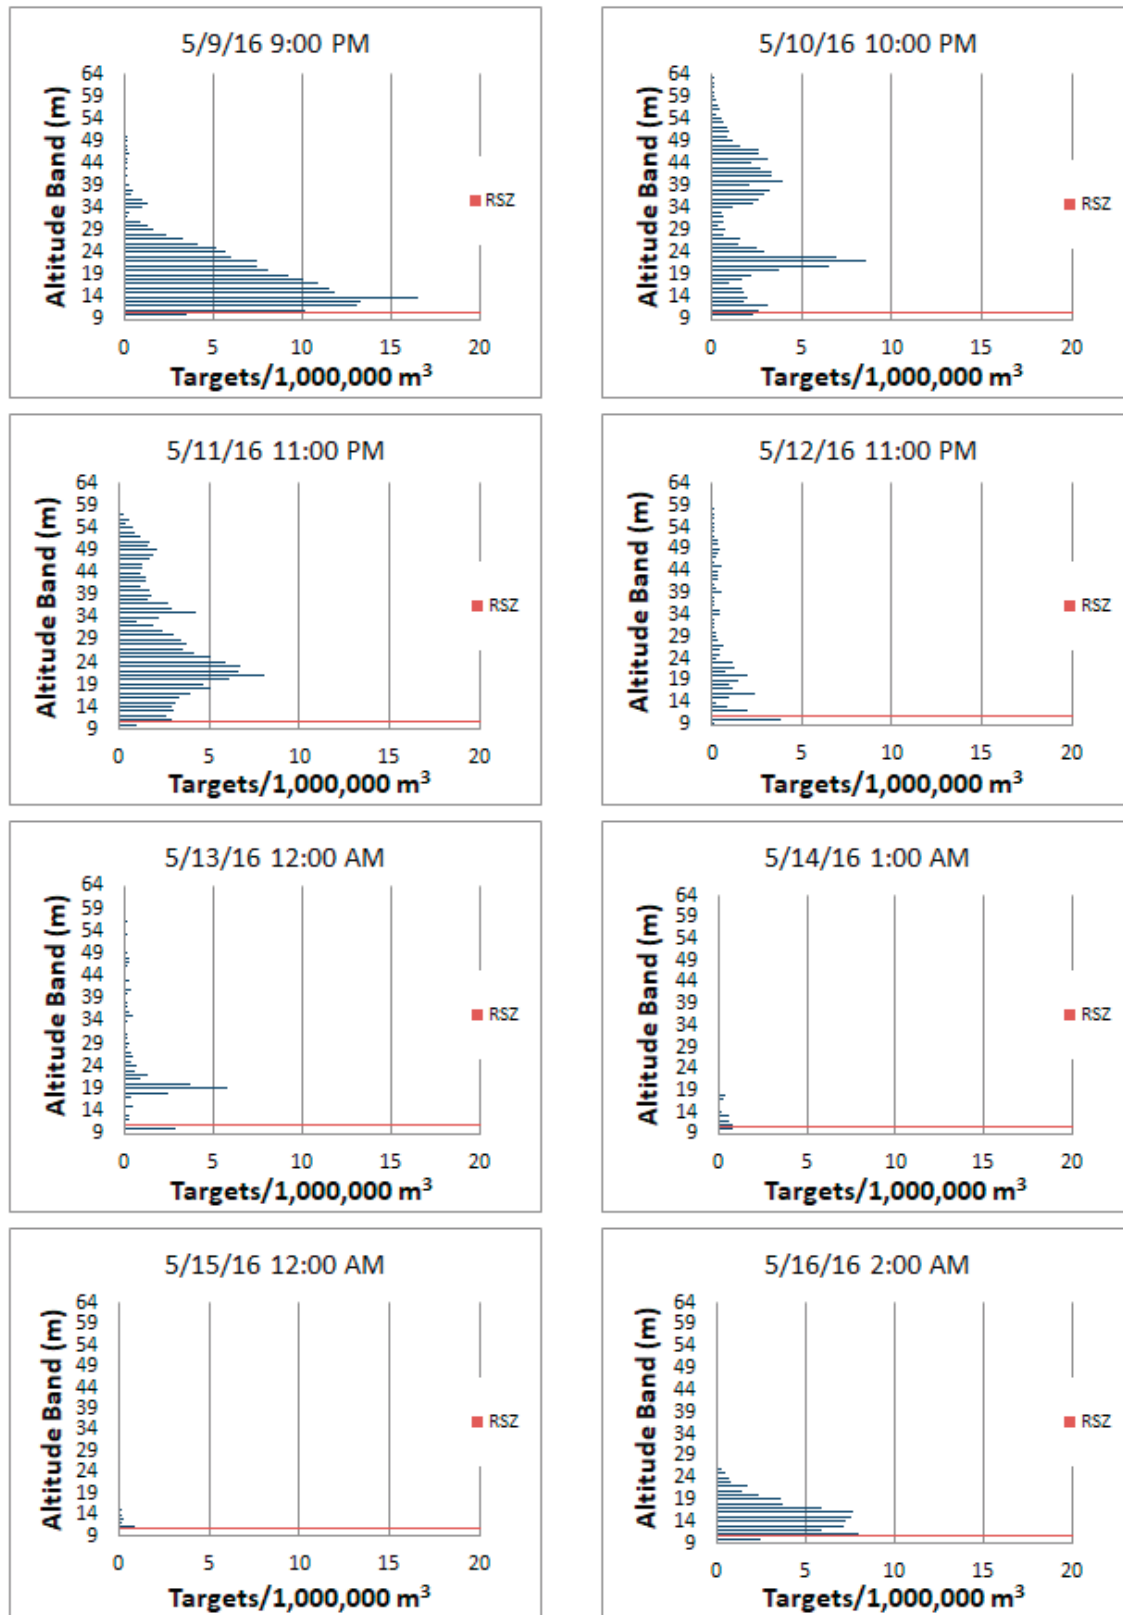 5/9/16 9:00 PM
Altitude Band (m)
64
59
54
49
44
39
34
29
24
19
14
9
RSZ
0 5 10 15 20
Targets/1,000,000 m³
5/10/16 10:00 PM
Altitude Band (m)
64
59
54
49
44
39
34
29
24
19
14
9
RSZ
0 5 10 15 20
Targets/1,000,000 m³
5/11/16 11:00 PM
Altitude Band (m)
64
59
54
49
44
39
34
29
24
19
14
9
RSZ
0 5 10 15 20
Targets/1,000,000 m³
5/12/16 11:00 PM
Altitude Band (m)
64
59
54
49
44
39
34
29
24
19
14
9
RSZ
0 5 10 15 20
Targets/1,000,000 m³
5/13/16 12:00 AM
Altitude Band (m)
64
59
54
49
44
39
34
29
24
19
14
9
RSZ
0 5 10 15 20
Targets/1,000,000 m³
5/14/16 1:00 AM
Altitude Band (m)
64
59
54
49
44
39
34
29
24
19
14
9
RSZ
0 5 10 15 20
Targets/1,000,000 m³
5/15/16 12:00 AM
Altitude Band (m)
64
59
54
49
44
39
34
29
24
19
14
9
RSZ
0 5 10 15 20
Targets/1,000,000 m³
5/16/16 2:00 AM
Altitude Band (m)
64
59
54
49
44
39
34
29
24
19
14
9
RSZ
0 5 10 15 20
Targets/1,000,000 m³